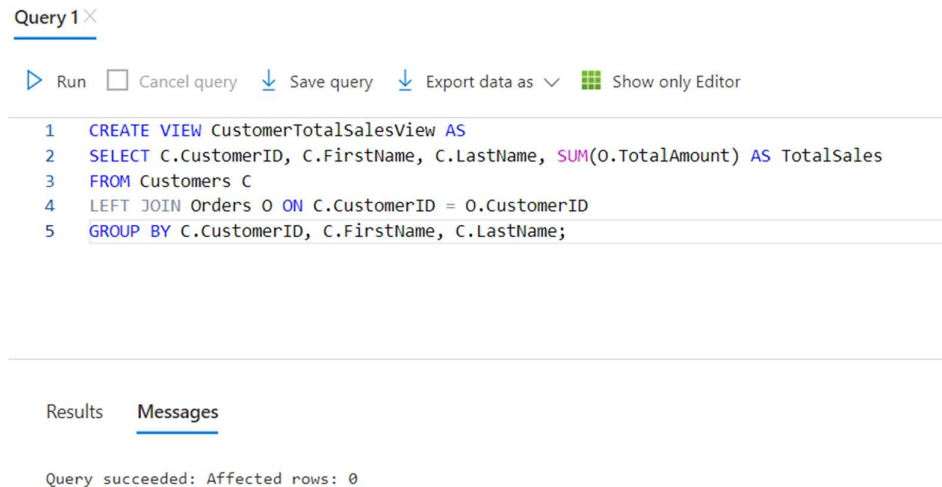 Query 1
Run Cancel query Save query Export data as Show only Editor
1 CREATE VIEW CustomerTotalSalesView AS
2 SELECT C.CustomerID, C.FirstName, C.LastName, SUM(O.TotalAmount) AS TotalSales
3 FROM Customers C
4 LEFT JOIN Orders O ON C.CustomerID = O.CustomerID
5 GROUP BY C.CustomerID, C.FirstName, C.LastName;
Results Messages
Query succeeded: Affected rows: 0